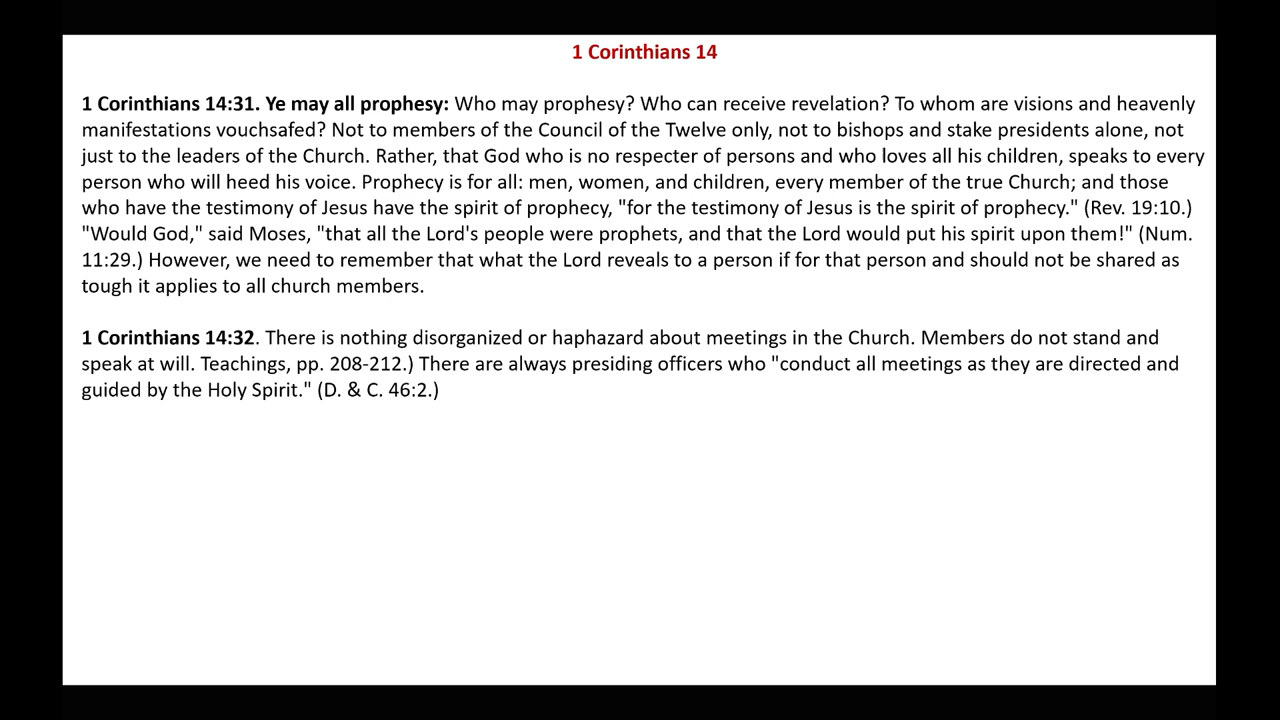 1 Corinthians 14
1 Corinthians 14:31. Ye may all prophesy: Who may prophesy? Who can receive revelation? To whom are visions and heavenly
manifestations vouchsafed? Not to members of the Council of the Twelve only, not to bishops and stake presidents alone, not
just to the leaders of the Church. Rather, that God who is no respecter of persons and who loves all his children, speaks to every
person who will heed his voice. Prophecy is for all: men, women, and children, every member of the true Church; and those
who have the testimony of Jesus have the spirit of prophecy, "for the testimony of Jesus is the spirit of prophecy." (Rev. 19:10.)
"Would God," said Moses, "that all the Lord's people were prophets, and that the Lord would put his spirit upon them!" (Num.
11:29.) However, we need to remember that what the Lord reveals to a person if for that person and should not be shared as
tough it applies to all church members.
1 Corinthians 14:32. There is nothing disorganized or haphazard about meetings in the Church. Members do not stand and
speak at will. Teachings, pp. 208-212.) There are always presiding officers who "conduct all meetings as they are directed and
guided by the Holy Spirit." (D. & C. 46:2.)